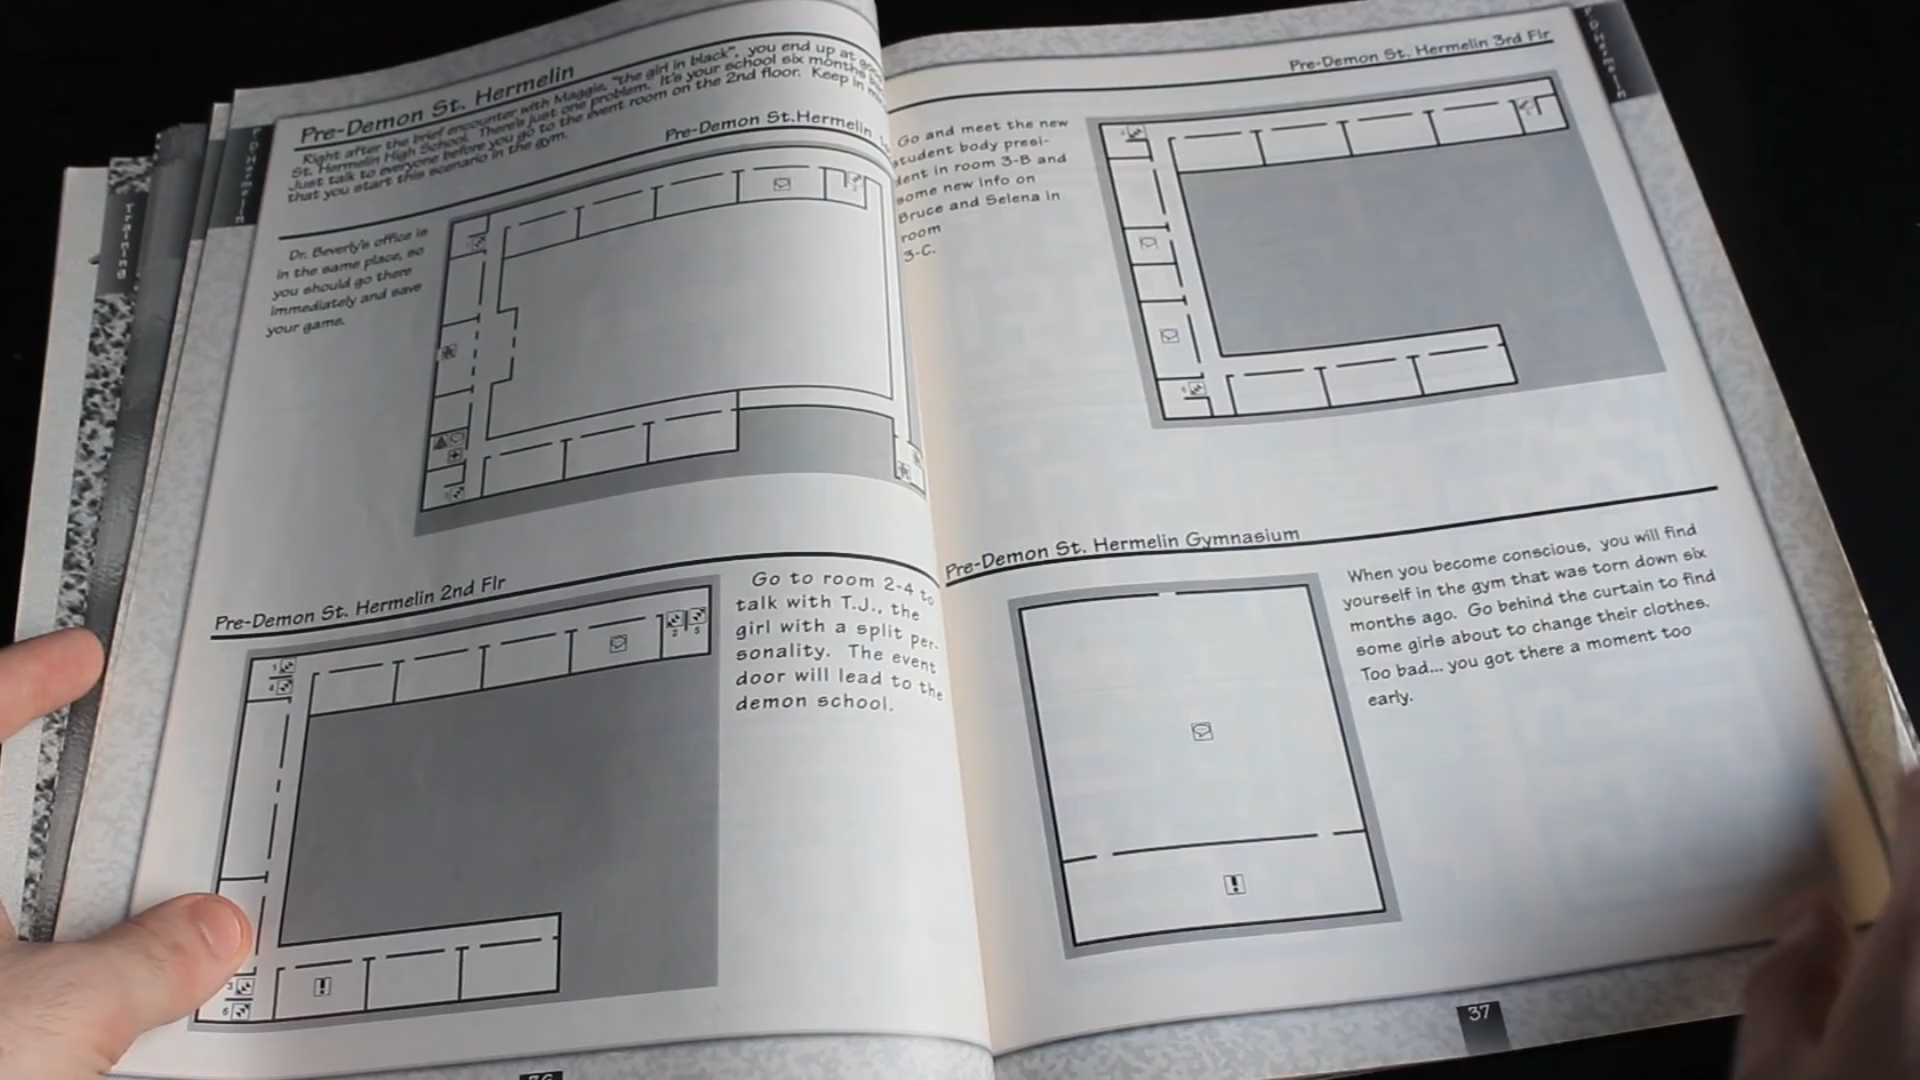 Pre-Demon St. Hermelin
Right after the brief encounter with Maggie, "the girl in black", you end up at good
St. Hermelin High School. There's just one problem. It's your school six months
Just talk to everyone before you go to the event room on the 2nd floor. Keep in
that you start this scenario in the gym.
Pre-Demon St.Hermelin
Dr. Beverly's office is
in the same place, so
you should go there
immediately and save
your game.
Pre-Demon St. Hermelin 2nd Flr
Go to room 2-4 to
talk with T.J., the
girl with a split per-
sonality. The event
door will lead to the
demon school.
1
4
2
5
3
6
36
Training
Pre-Demon St. Hermelin 3rd Flr
Go and meet the new
student body presi-
dent in room 3-B and
some new info on
Bruce and Selena in
room
3-C.
Pre-Demon St. Hermelin Gymnasium
When you become conscious, you will find
yourself in the gym that was torn down six
months ago. Go behind the curtain to find
some girls about to change their clothes.
Too bad... you got there a moment too
early.
37